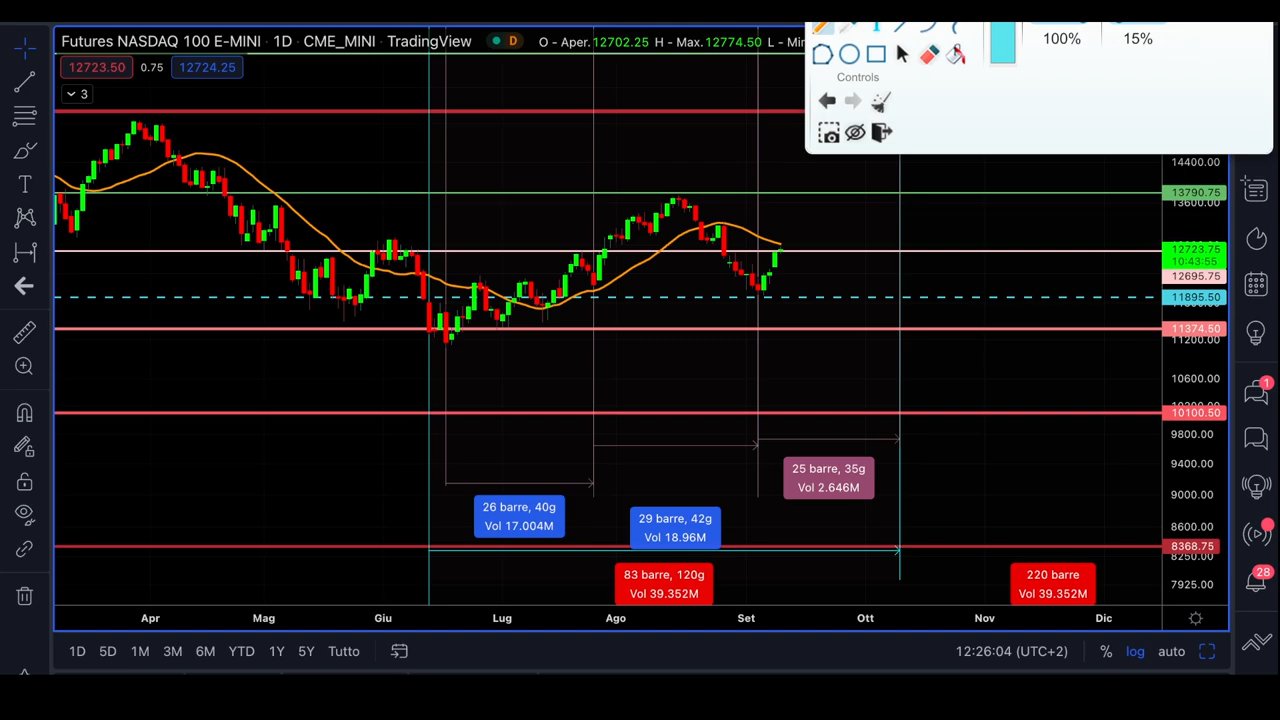 Futures NASDAQ 100 E-MINI · 1D · CME_MINI · TradingView D O - Aper.12702.25 H - Max.12774.50 L - Mir
12723.50 0.75 12724.25
3
100% 15%
Controls
14400.00
13790.75
13600.00
12723.75
10:43:55
12695.75
11895.50
11374.50
11200.00
10600.00
10100.50
9800.00
9400.00
9000.00
8600.00
8368.75
8250.00
7925.00
25 barre, 35g
Vol 2.646M
26 barre, 40g
Vol 17.004M
29 barre, 42g
Vol 18.96M
83 barre, 120g
Vol 39.352M
220 barre
Vol 39.352M
Apr Mag Giu Lug Ago Set Ott Nov Dic
1D 5D 1M 3M 6M YTD 1Y 5Y Tutto 12:26:04 (UTC+2) % log auto
1
28